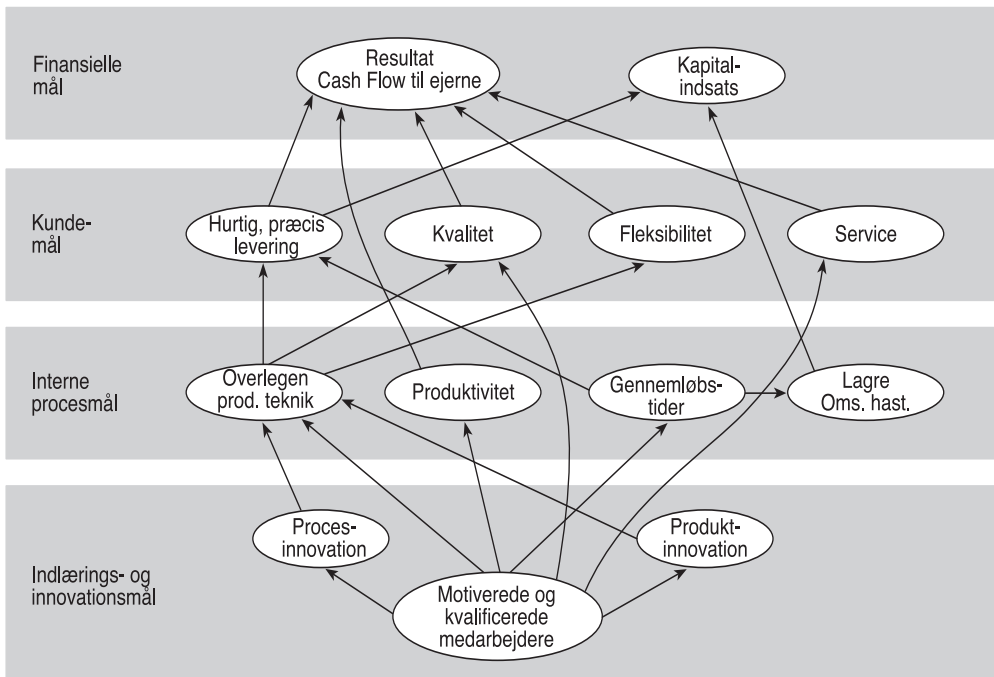 Finansielle
mål
Resultat
Cash Flow til ejerne
Kapital-
indsats
Kunde-
mål
Hurtig, præcis
levering
Kvalitet
Fleksibilitet
Service
Interne
procesmål
Overlegen
prod. teknik
Produktivitet
Gennemløbs-
tider
Lagre
Oms. hast.
Indlærings- og
innovationsmål
Proces-
innovation
Produkt-
innovation
Motiverede og
kvalificerede
medarbejdere